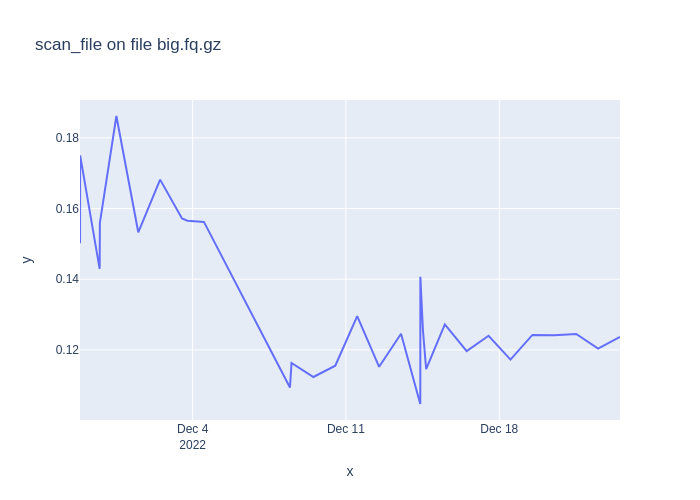 scan_file on file big.fq.gz
0.18
0.16
0.14
0.12
y
Dec 4
2022
Dec 11
Dec 18
x